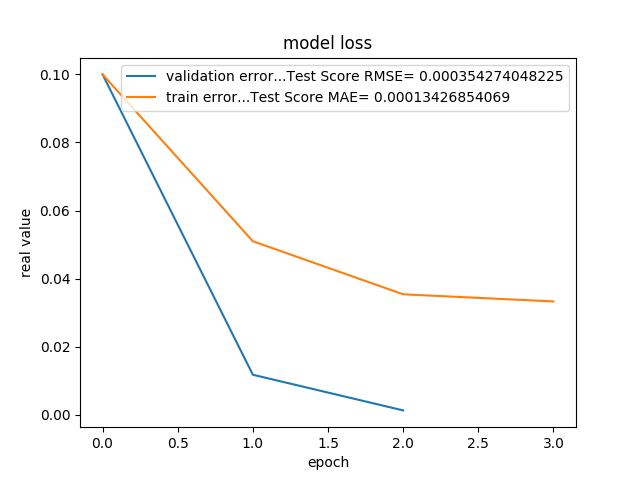 model loss
validation error...Test Score RMSE= 0.000354274048225
train error...Test Score MAE= 0.00013426854069
real value
0.10
0.08
0.06
0.04
0.02
0.00
0.0 0.5 1.0 1.5 2.0 2.5 3.0
epoch